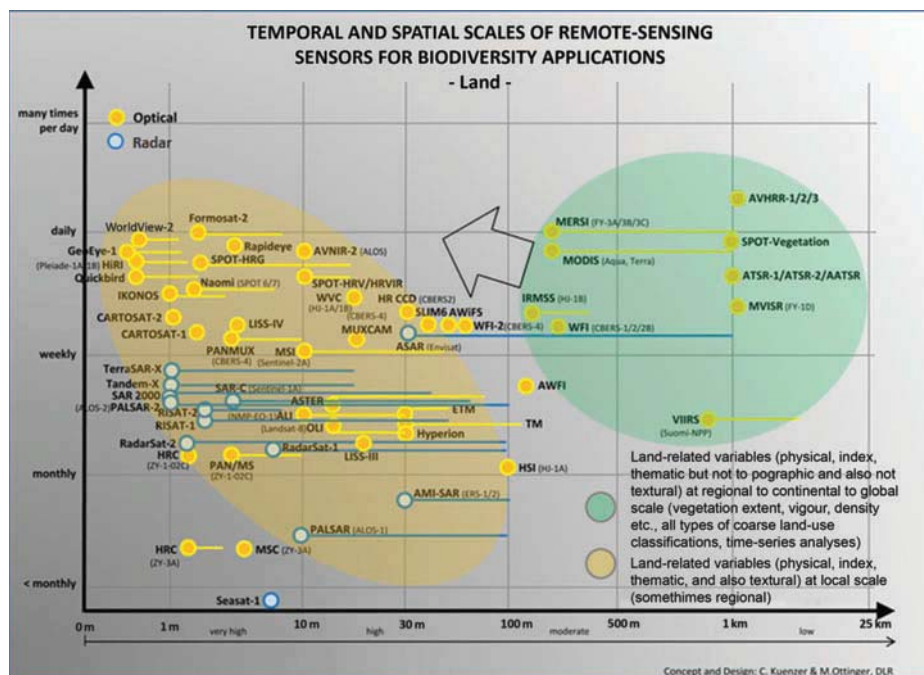 TEMPORAL AND SPATIAL SCALES OF REMOTE-SENSING
SENSORS FOR BIODIVERSITY APPLICATIONS
- Land -
many times
per day
Optical
Radar
AVHRR-1/2/3
Formosat-2
MERSI (FY-3A/3B/3C)
WorldView-2
daily
SPOT-Vegetation
Rapideye
GeoEye-1
AVNIR-2 (ALOS)
MODIS (Aqua, Terra)
(Pleiade-1A/1B) HiRI
SPOT-HRG
Quickbird
SPOT-HRV/HRVIR
ATSR-1/ATSR-2/AATSR
Naomi (SPOT 6/7)
IKONOS
WVC
(HJ-1A/1B)
HR CCD (CBERS2)
IRMSS (HJ-1B)
MVISR (FY-1D)
(CBERS-4)
SLIM6 AWiFS
CARTOSAT-2
LISS-IV
WFI-2 (CBERS-4)
WFI (CBERS-1/2/2B)
CARTOSAT-1
MUXCAM
PANMUX
(CBERS-4)
MSI
(Sentinel-2A)
ASAR (Envisat)
weekly
TerraSAR-X
Tandem-X
AWFI
SAR 2000
SAR-C (Sentinel-1A)
(ALOS-2) PALSAR-2
ASTER
RISAT-2
ETM
(NMP-EO-1) ALI
RISAT-1
(Landsat-8) OLI
TM
VIIRS
(Suomi-NPP)
Hyperion
RadarSat-2
RadarSat-1
LISS-III
HRC
(ZY-1-02C)
PAN/MS
(ZY-1-02C)
HSI (HJ-1A)
monthly
Land-related variables (physical, index,
thematic but not to pographic and also not
textural) at regional to continental to global
scale (vegetation extent, vigour, density
etc., all types of coarse land-use
classifications, time-series analyses)
AMI-SAR (ERS-1/2)
PALSAR (ALOS-1)
HRC
(ZY-3A)
MSC (ZY-3A)
Land-related variables (physical, index,
thematic, and also textural) at local scale
(somethimes regional)
< monthly
Seasat-1
0 m 1 m 10 m 30 m 100 m 500 m 1 km 25 km
very high high moderate low
Concept and Design: C. Kuenzer & M Ottinger, DLR